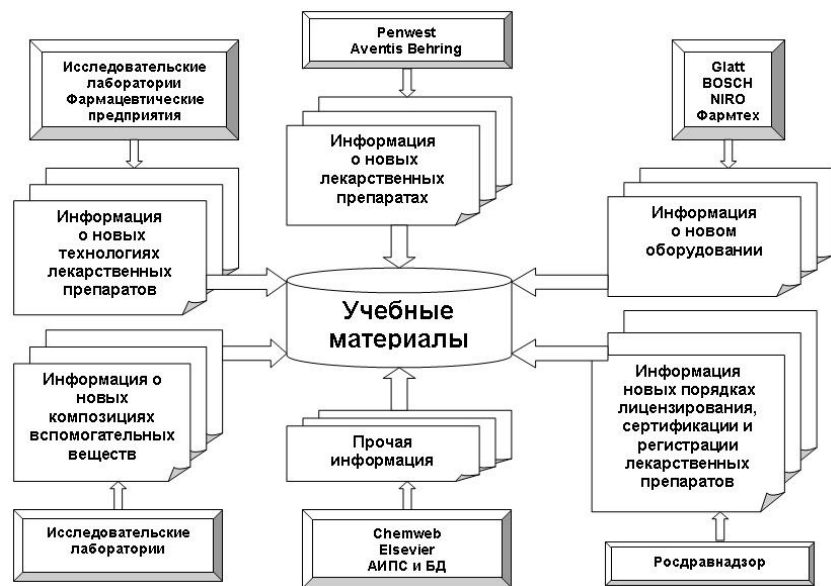 Исследовательские
лаборатории
Фармацевтические
предприятия
Penwest
Aventis Behring
Glatt
BOSCH
NIRO
Фармтех
Информация
о новых
технологиях
лекарственных
препаратов
Информация
о новых
лекарственных
препаратах
Информация
о новом
оборудовании
Учебные
материалы
Информация о
новых
композициях
вспомогательных
веществ
Прочая
информация
Информация
новых порядках
лицензирования,
сертификации и
регистрации
лекарственных
препаратов
Исследовательские
лаборатории
Chemweb
Elsevier
АИПС и БД
Росдравнадзор